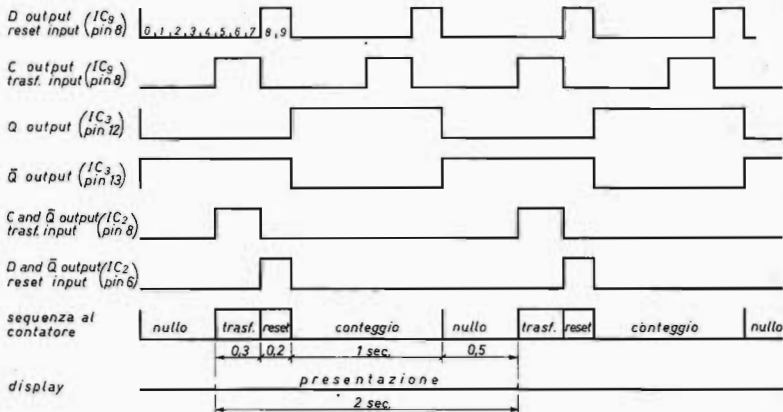 D output (IC9
reset input (pin 8)
0,1,2,3,4,5,6,7 8,9
C output (IC9
trasf. input (pin 8)
Q output (IC3
pin 12)
Q̄ output (IC3
pin 13)
C and Q̄ output (IC2
trasf. input (pin 8)
D and Q̄ output (IC2
reset input (pin 6)
sequenza al
contatore
nullo trasf. reset conteggio nullo trasf. reset conteggio nullo
0,3 0,2 1 sec. 0,5
display
presentazione
2 sec.